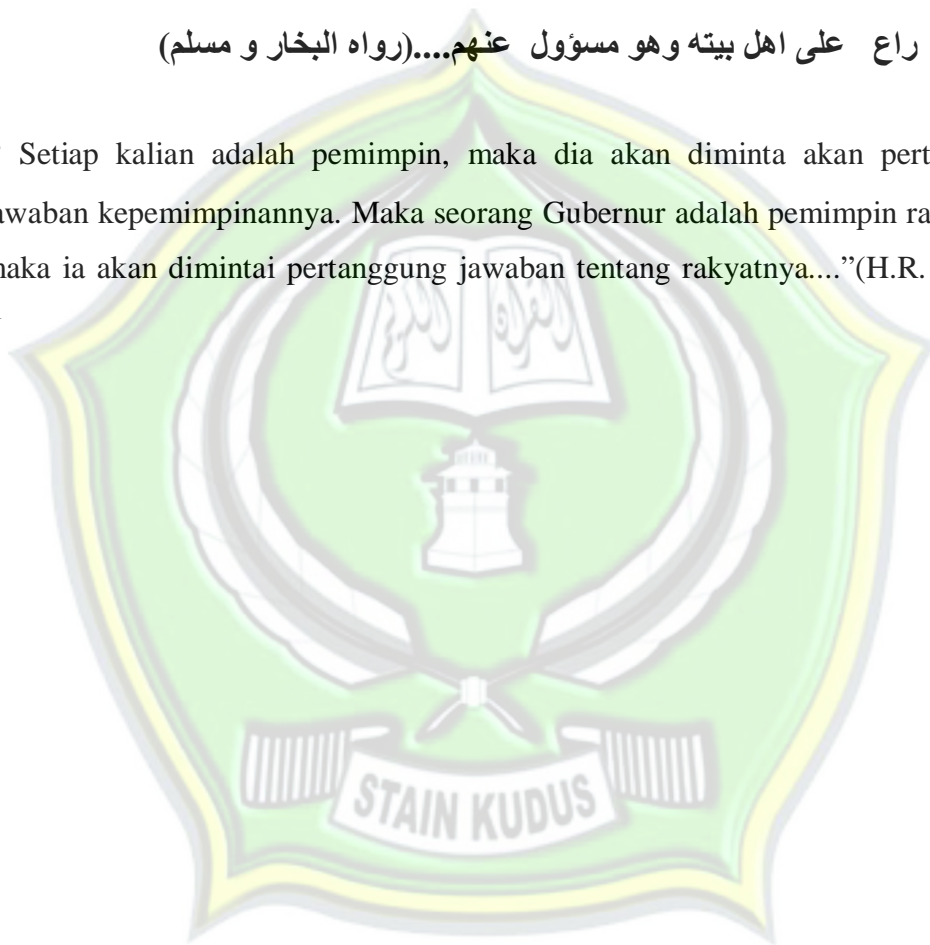 راع على اهل بيته وهو مسؤول عنهم....(رواه البخار و مسلم)
Setiap kalian adalah pemimpin, maka dia akan diminta akan pert
awaban kepemimpinannya. Maka seorang Gubernur adalah pemimpin ra
naka ia akan dimintai pertanggung jawaban tentang rakyatnya....”(H.R.
STAIN KUDUS